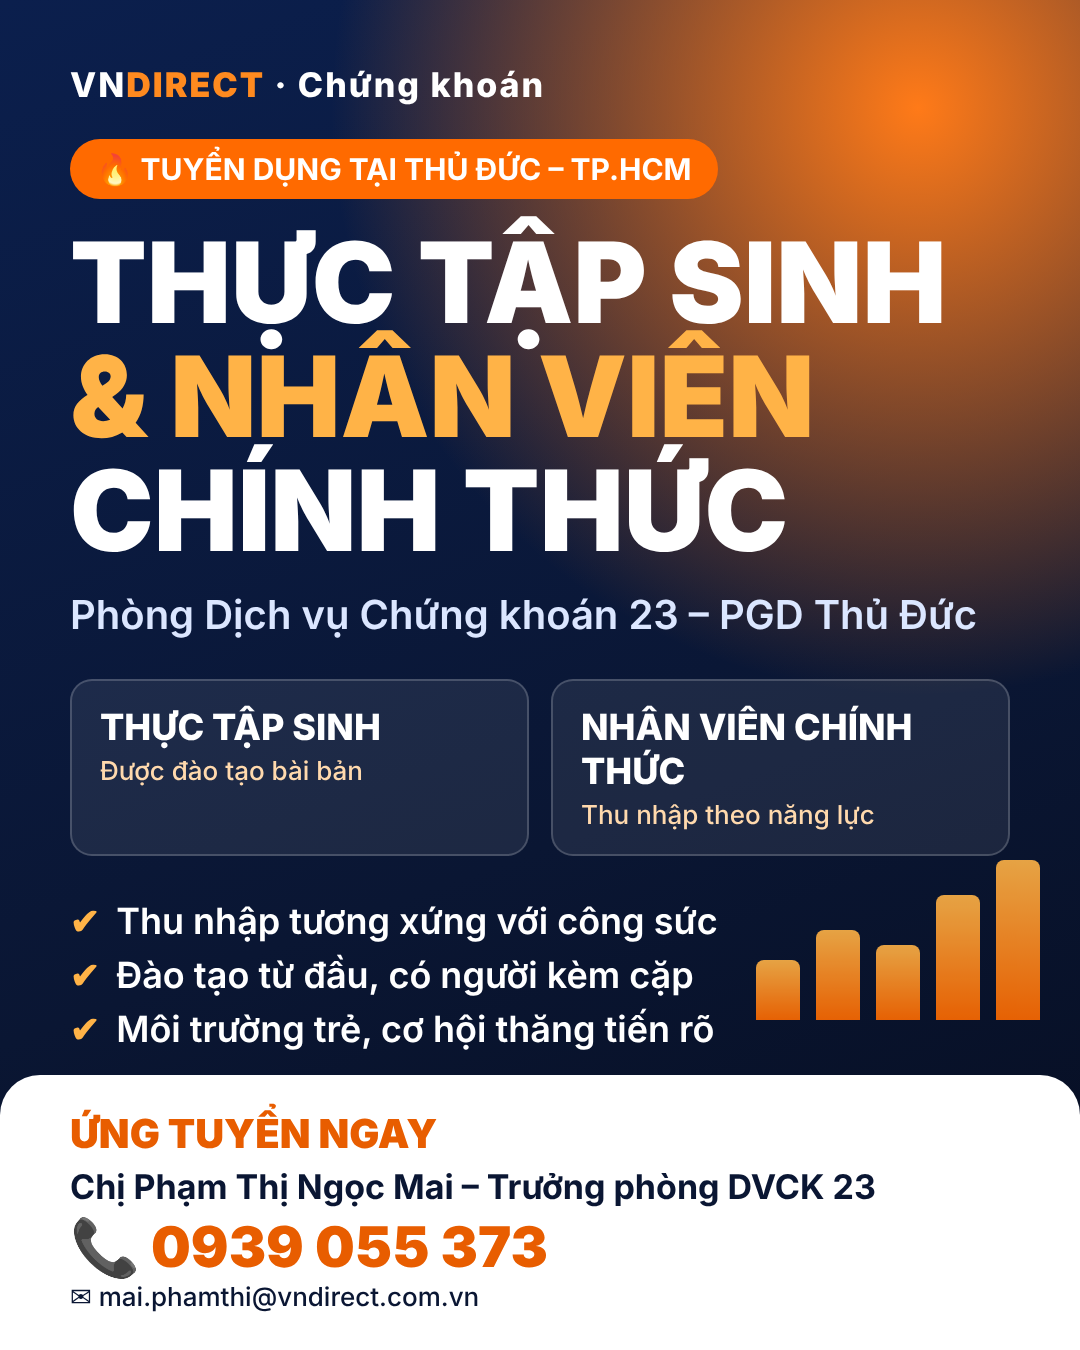 VNDIRECT · Chứng khoán
🔥 TUYỂN DỤNG TẠI THỦ ĐỨC – TP.HCM
THỰC TẬP SINH
& NHÂN VIÊN
CHÍNH THỨC
Phòng Dịch vụ Chứng khoán 23 – PGD Thủ Đức
THỰC TẬP SINH
Được đào tạo bài bản
NHÂN VIÊN CHÍNH
THỨC
Thu nhập theo năng lực
✔ Thu nhập tương xứng với công sức
✔ Đào tạo từ đầu, có người kèm cặp
✔ Môi trường trẻ, cơ hội thăng tiến rõ
ỨNG TUYỂN NGAY
Chị Phạm Thị Ngọc Mai – Trưởng phòng DVCK 23
📞 0939 055 373
✉ mai.phamthi@vndirect.com.vn